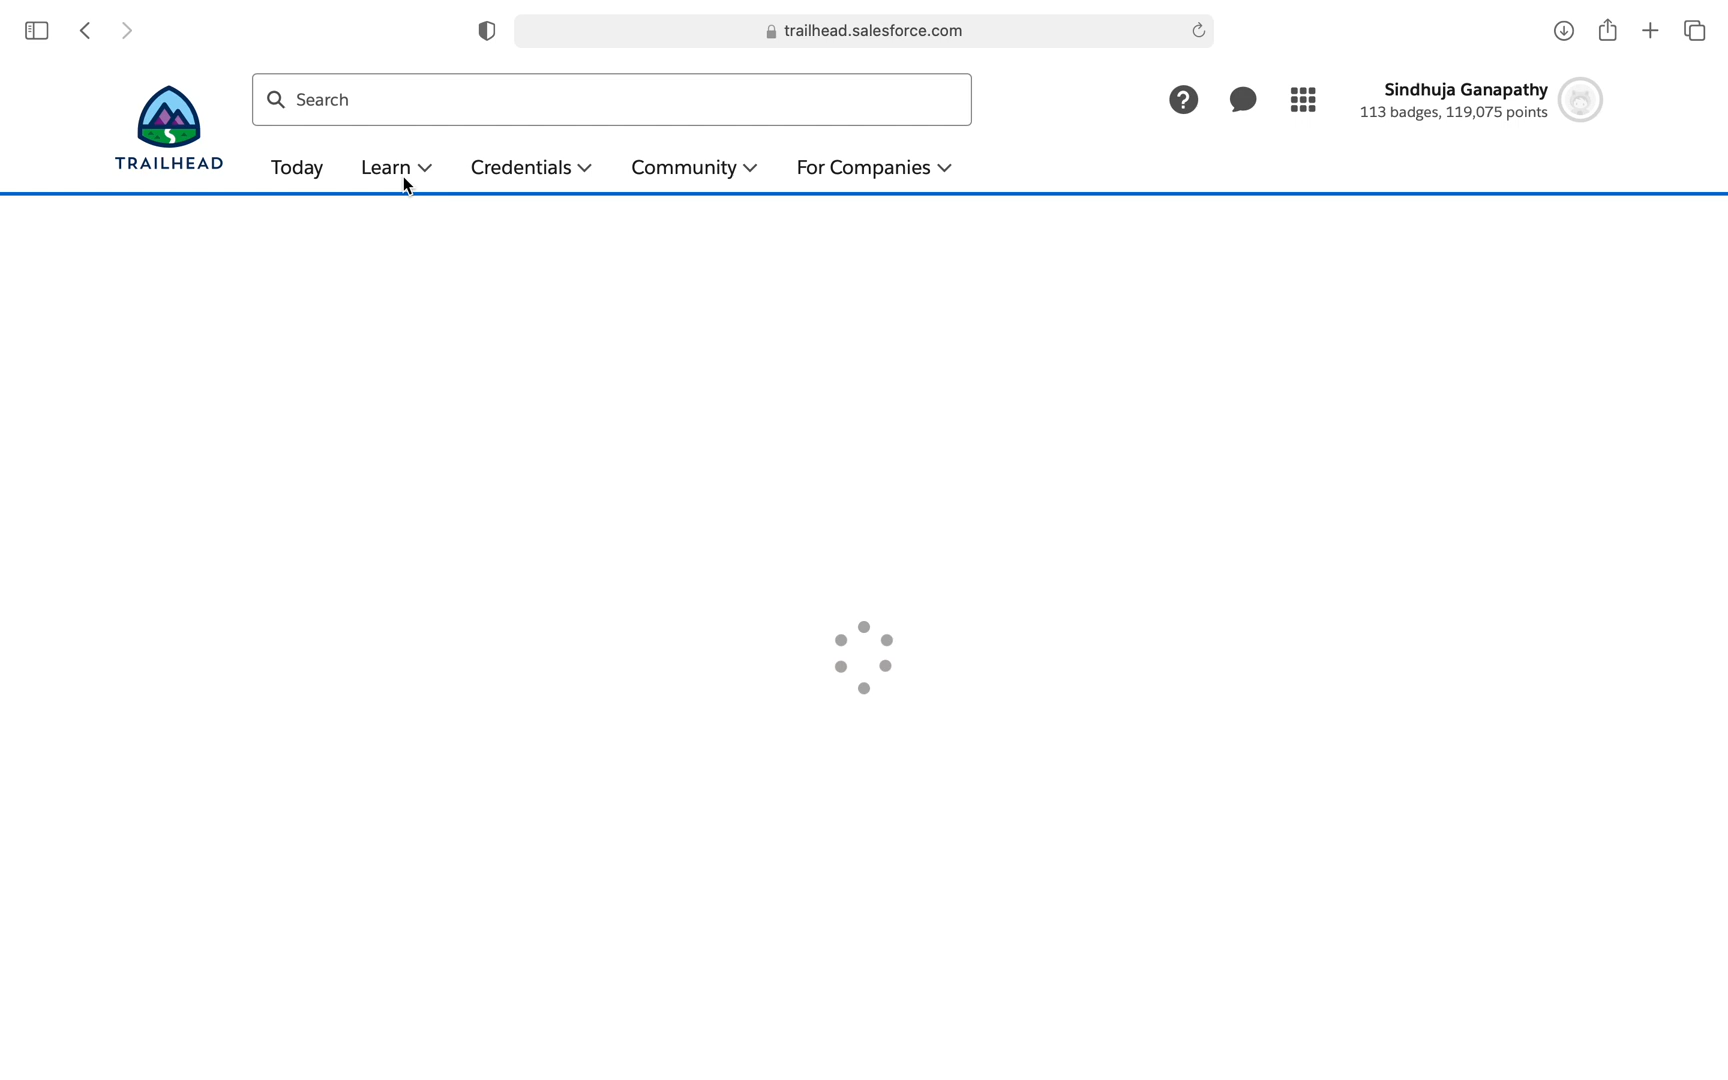 trailhead.salesforce.com
Search
Sindhuja Ganapathy
113 badges, 119,075 points
TRAILHEAD
Today
Learn
Credentials
Community
For Companies